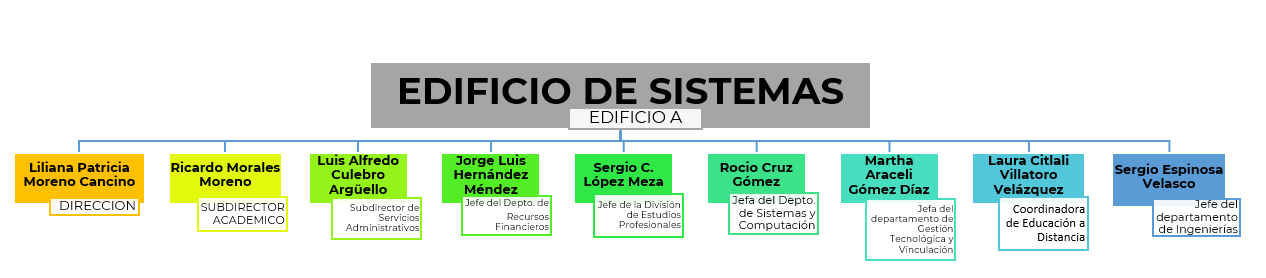 EDIFICIO DE SISTEMAS
EDIFICIO A
Liliana Patricia
Moreno Cancino
DIRECCION
Ricardo Morales
Moreno
SUBDIRECTOR
ACADEMICO
Luis Alfredo
Culebro
Argüello
Subdirector de
Servicios
Administrativos
Jorge Luis
Hernández
Méndez
Jefe del Depto. de
Recursos
Financieros
Sergio C.
López Meza
Jefe de la División
de Estudios
Profesionales
Rocio Cruz
Gómez
Jefa del Depto.
de Sistemas y
Computación
Martha
Araceli
Gómez Díaz
Jefa del
departamento de
Gestión
Tecnológica y
Vinculación
Laura Citlali
Villatoro
Velázquez
Coordinadora
de Educación a
Distancia
Sergio Espinosa
Velasco
Jefe del
departamento
de Ingenierías